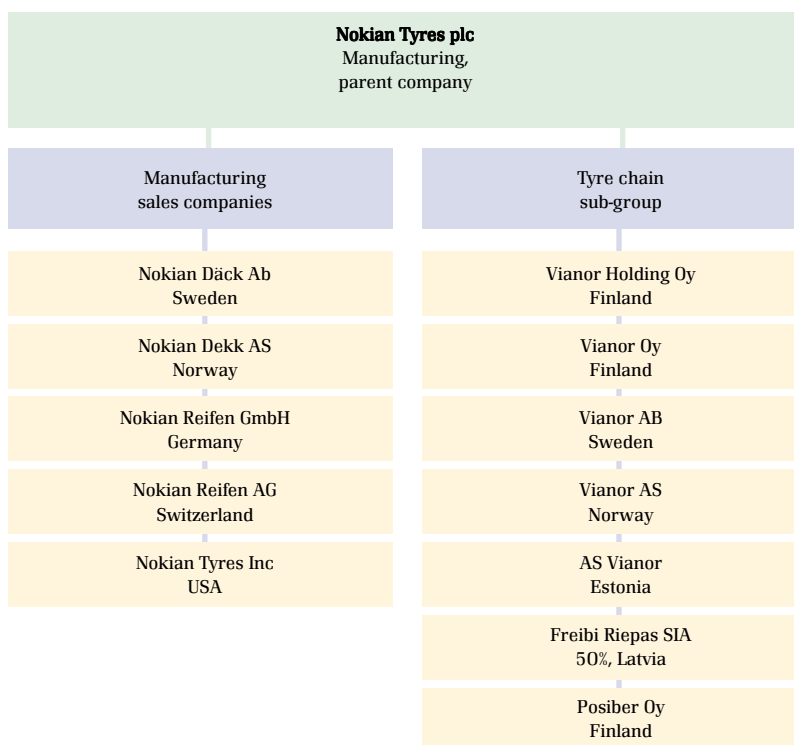 Nokian Tyres plc
Manufacturing,
parent company
Manufacturing
sales companies
Nokian Däck Ab
Sweden
Nokian Dekk AS
Norway
Nokian Reifen GmbH
Germany
Nokian Reifen AG
Switzerland
Nokian Tyres Inc
USA
Tyre chain
sub-group
Vianor Holding Oy
Finland
Vianor Oy
Finland
Vianor AB
Sweden
Vianor AS
Norway
AS Vianor
Estonia
Freibi Riepas SIA
50%, Latvia
Posiber Oy
Finland